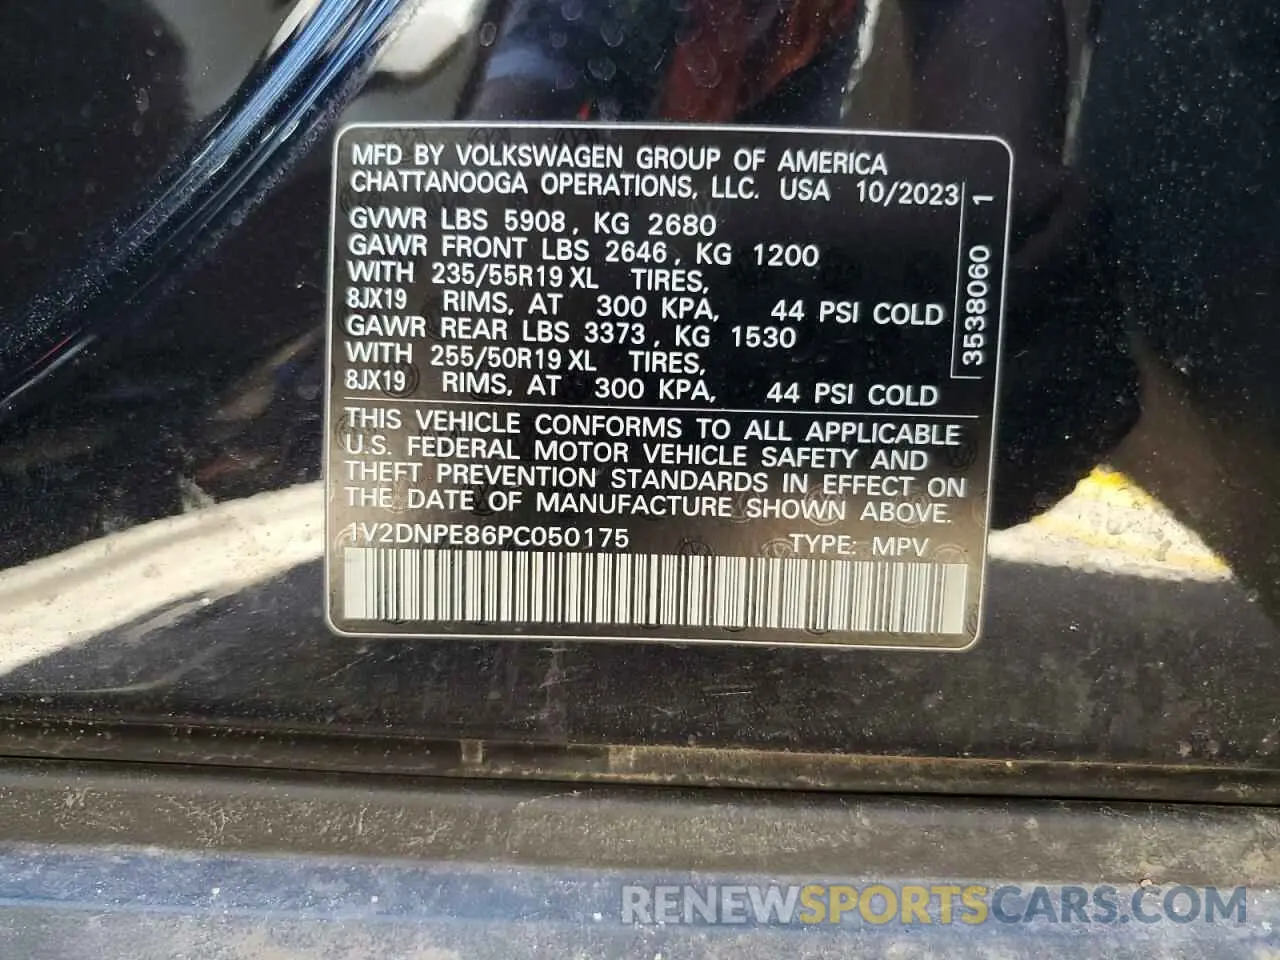 MFD BY VOLKSWAGEN GROUP OF AMERICA
CHATTANOOGA OPERATIONS, LLC. USA 10/2023
GVWR LBS 5908, KG 2680
GAWR FRONT LBS 2646, KG 1200
WITH 235/55R19 XL TIRES,
8JX19 RIMS, AT 300 KPA, 44 PSI COLD
GAWR REAR LBS 3373, KG 1530
WITH 255/50R19 XL TIRES,
8JX19 RIMS, AT 300 KPA, 44 PSI COLD
3538060 1
THIS VEHICLE CONFORMS TO ALL APPLICABLE
U.S. FEDERAL MOTOR VEHICLE SAFETY AND
THEFT PREVENTION STANDARDS IN EFFECT ON
THE DATE OF MANUFACTURE SHOWN ABOVE.
1V2DNPE86PC050175 TYPE: MPV
RENEWSPORTSCARS.COM